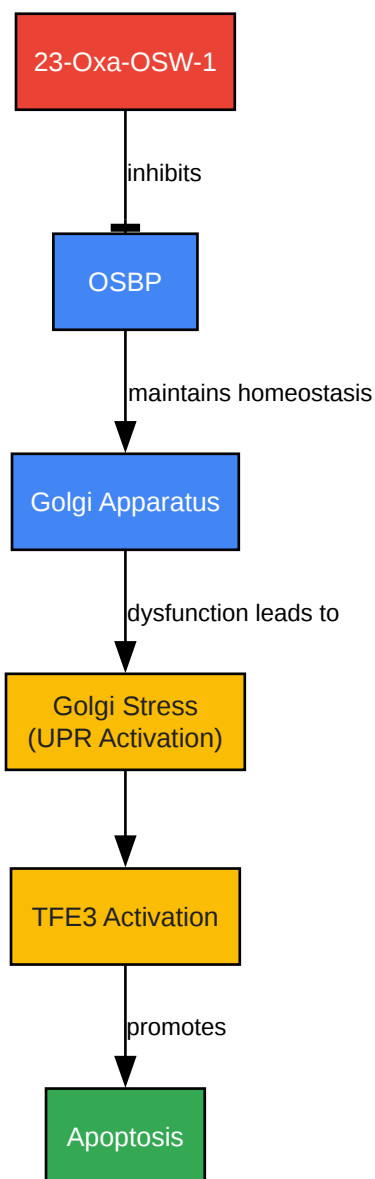 23-Oxa-OSW-1
inhibits
OSBP
maintains homeostasis
Golgi Apparatus
dysfunction leads to
Golgi Stress
(UPR Activation)
TFE3 Activation
promotes
Apoptosis